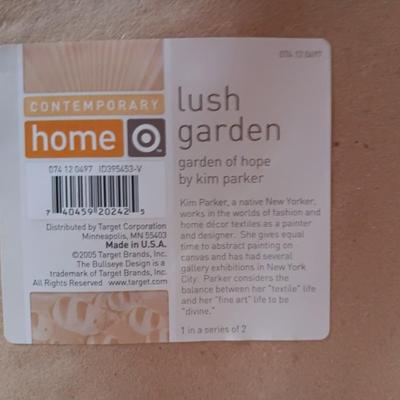 074 12 0497
CONTEMPORARY
home
lush
garden
garden of hope
by kim parker
074 12 0497 ID395453-V
7 40459 20242 5
Distributed by Target Corporation
Minneapolis, MN 55403
Made in U.S.A.
©2005 Target Brands, Inc.
The Bullseye Design is a
trademark of Target Brands, Inc.
All Rights Reserved www.target.com
Kim Parker, a native New Yorker,
works in the worlds of fashion and
home décor textiles as a painter
and designer. She gives equal
time to abstract painting on
canvas and has had several
gallery exhibitions in New York
City. Parker considers the
balance between her "textile" life
and her "fine art" life to be
"divine."
1 in a series of 2